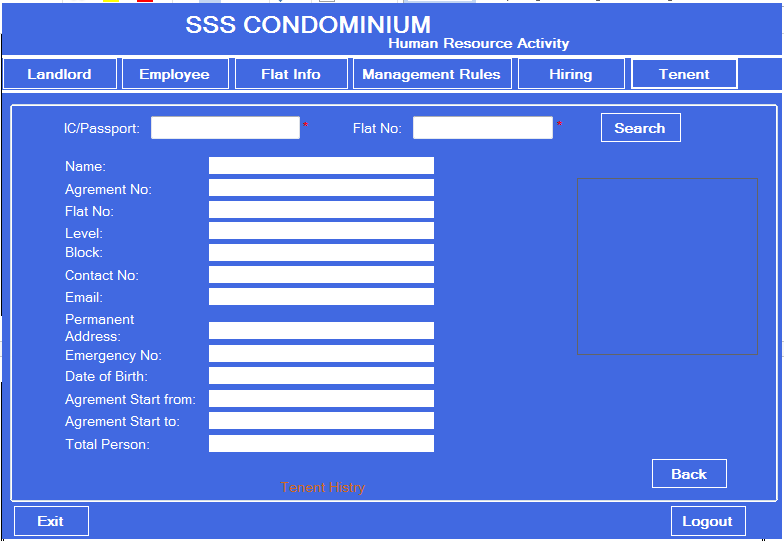 SSS CONDOMINIUM
Human Resource Activity
Landlord Employee Flat Info Management Rules Hiring Tenent
IC/Passport: * Flat No: * Search
Name:
Agrement No:
Flat No:
Level:
Block:
Contact No:
Email:
Permanent
Address:
Emergency No:
Date of Birth:
Agrement Start from:
Agrement Start to:
Total Person:
Back
Tenent Histry
Exit Logout